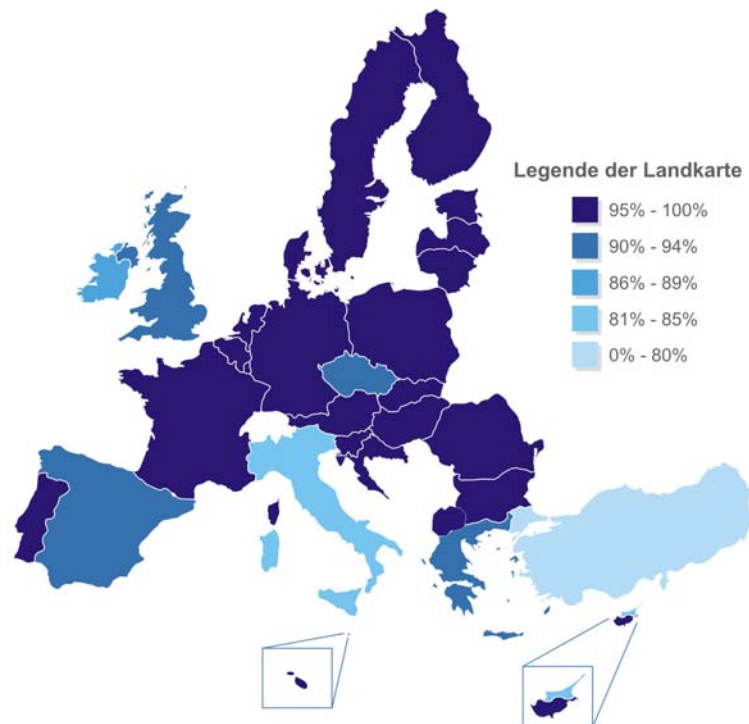 Legende der Landkarte
95% - 100%
90% - 94%
86% - 89%
81% - 85%
0% - 80%